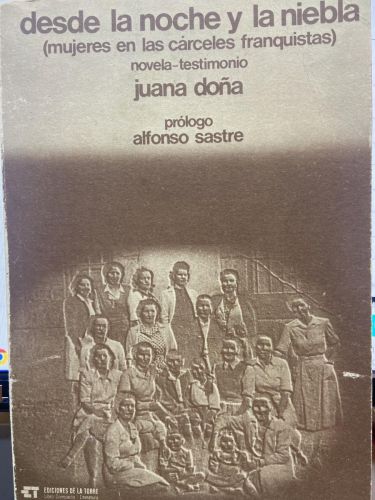 desde la noche y la niebla
(mujeres en las cárceles franquistas)
novela-testimonio
juana doña
prólogo
alfonso sastre
ET
EDICIONES DE LA TORRE